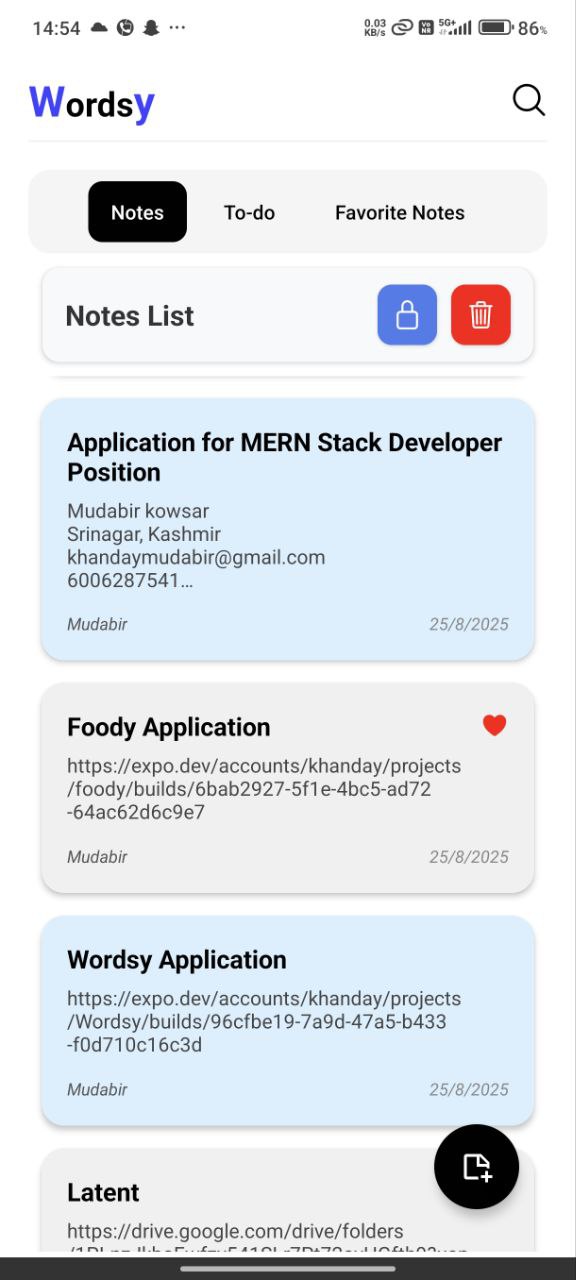 14:54
0.03
KB/s
Vo
NR
5G+
86%
Wordsy
Notes
To-do
Favorite Notes
Notes List
Application for MERN Stack Developer
Position
Mudabir kowsar
Srinagar, Kashmir
khandaymudabir@gmail.com
6006287541...
Mudabir
25/8/2025
Foody Application
https://expo.dev/accounts/khanday/projects
/foody/builds/6bab2927-5f1e-4bc5-ad72
-64ac62d6c9e7
Mudabir
25/8/2025
Wordsy Application
https://expo.dev/accounts/khanday/projects
/Wordsy/builds/96cfbe19-7a9d-47a5-b433
-f0d710c16c3d
Mudabir
25/8/2025
Latent
https://drive.google.com/drive/folders